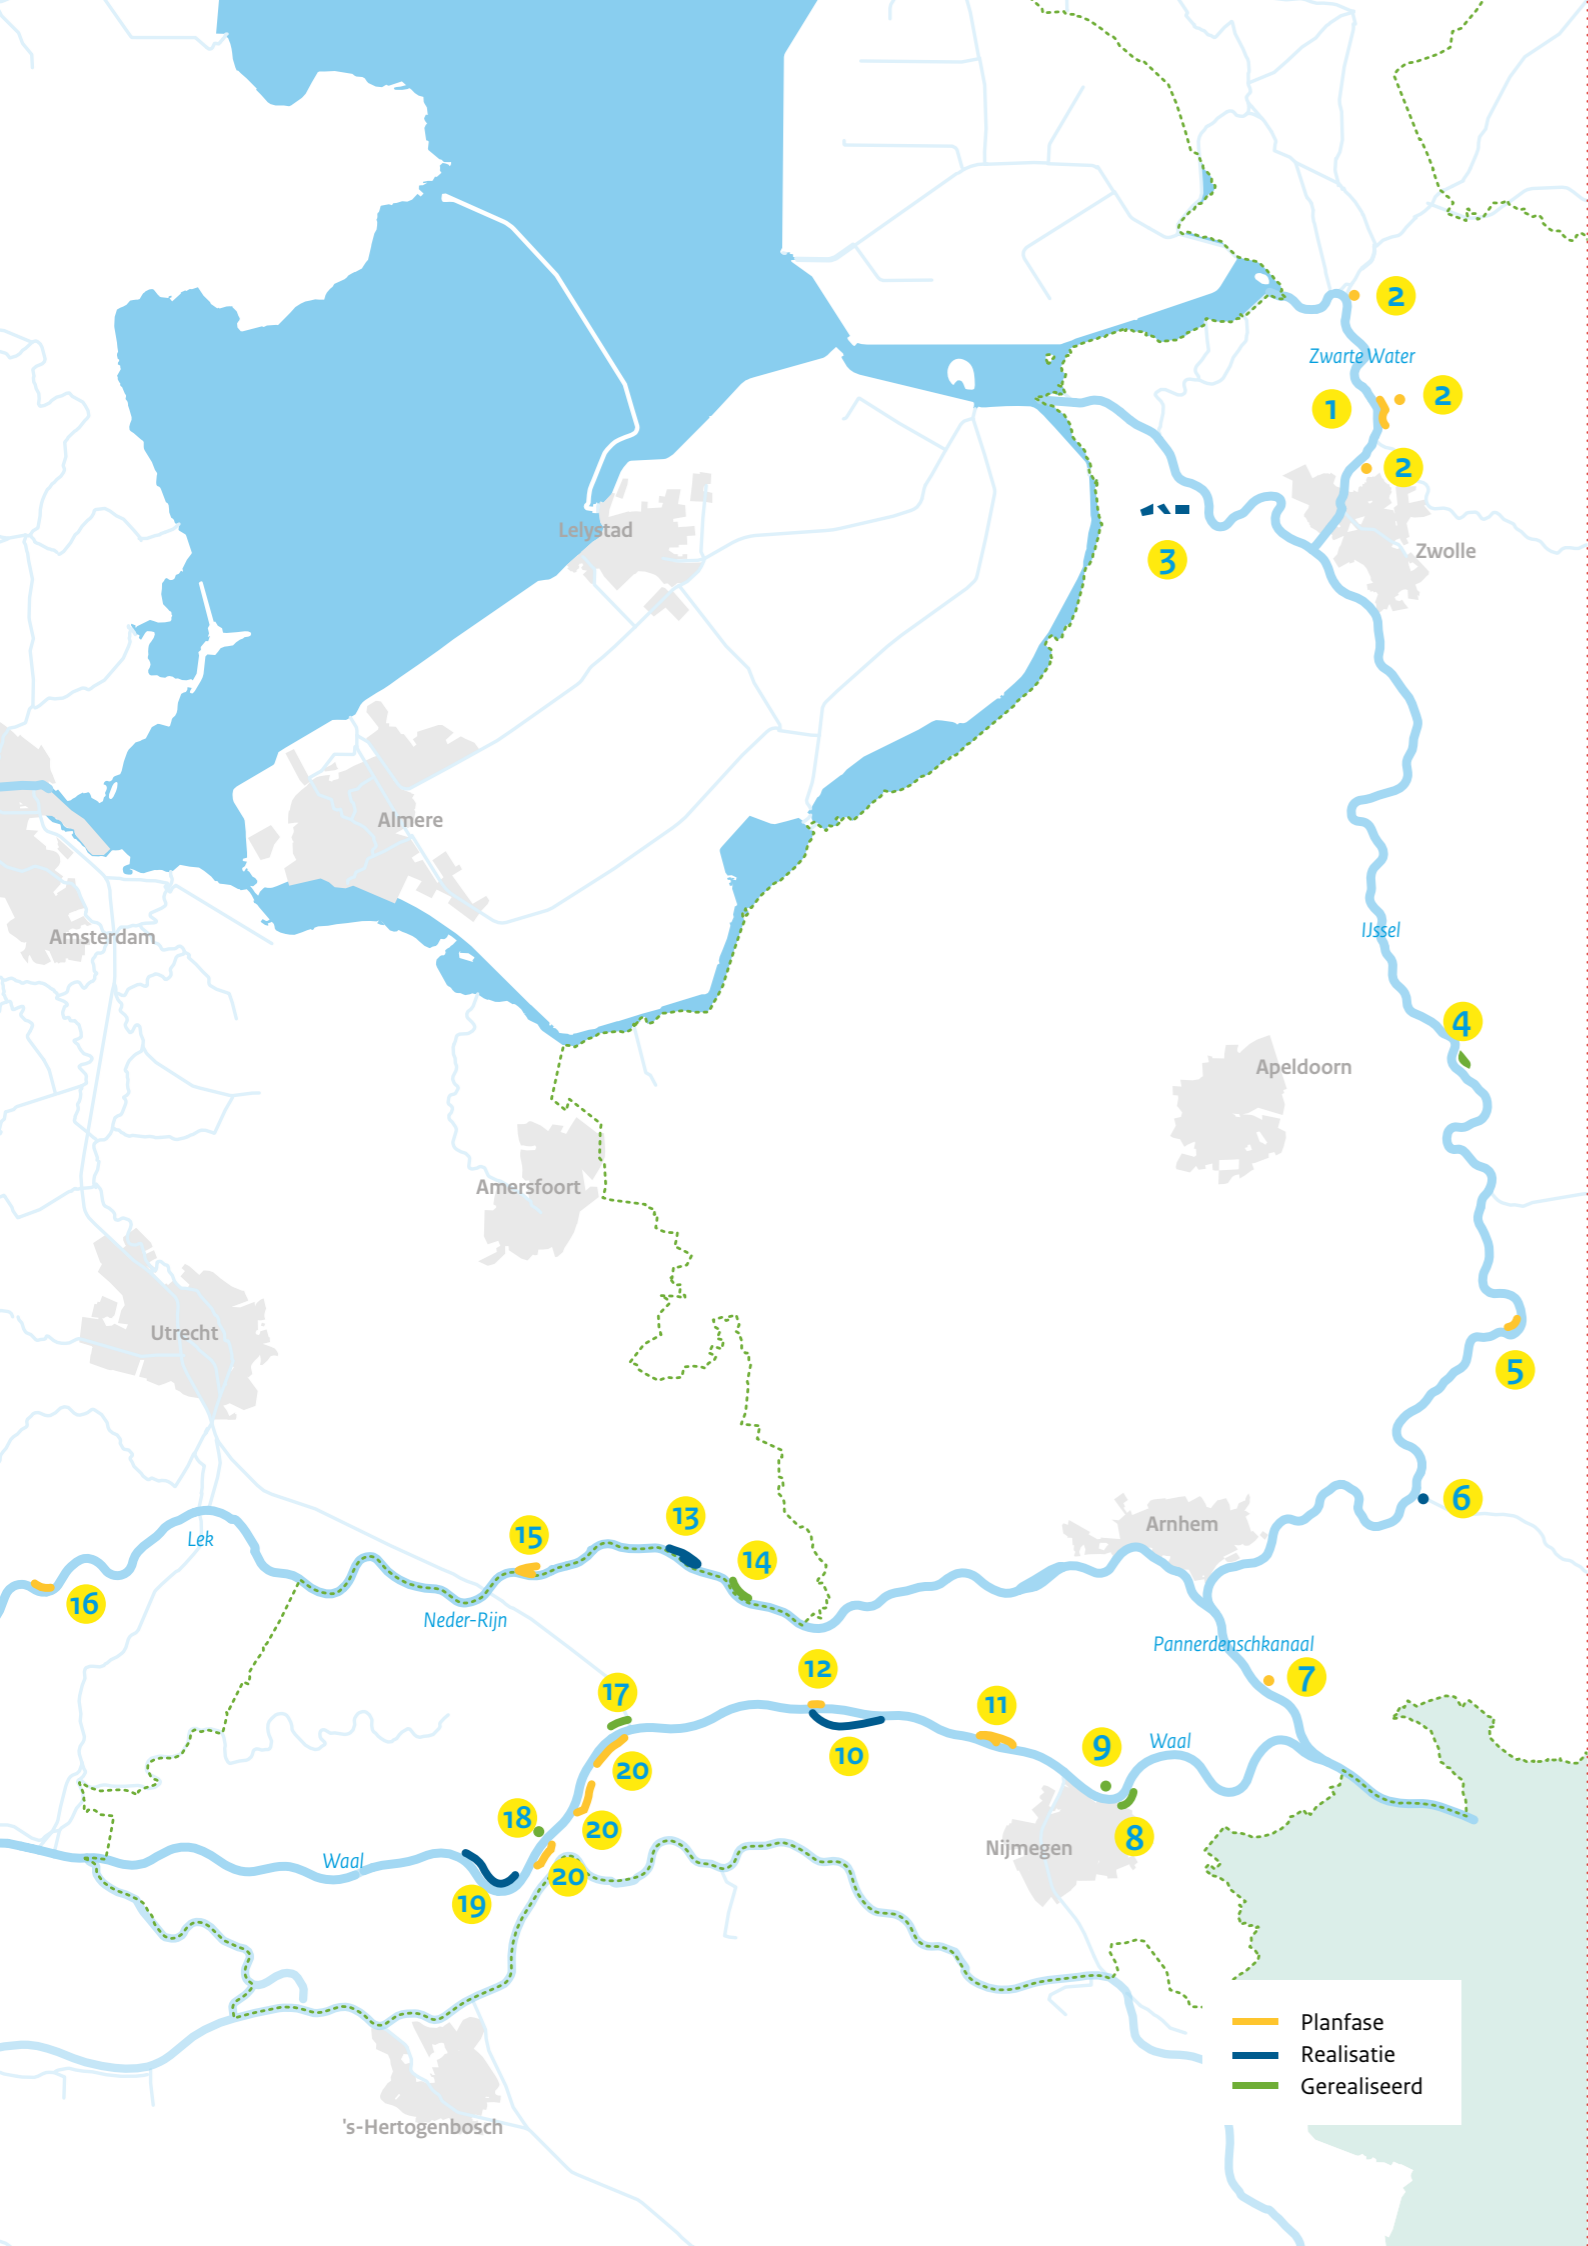 2
Zwarte Water
2
1
2
Lelystad
Zwolle
3
Almere
IJssel
Amsterdam
4
Apeldoorn
Amersfoort
Utrecht
5
6
13
Arnhem
15
Lek
14
16
Neder-Rijn
Pannerdenschkanaal
12
7
17
11
9
Waal
10
20
18
20
8
Nijmegen
Waal
20
19
Planfase
Realisatie
Gerealiseerd
's-Hertogenbosch